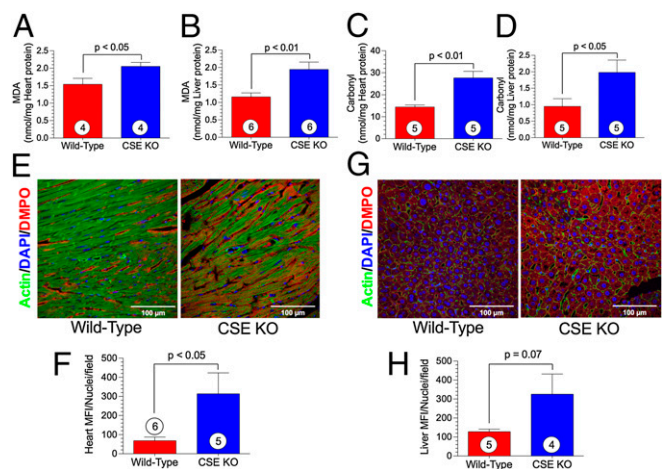 A
p < 0.05
MDA
(nmol/mg Heart protein)
2.5
2.0
1.5
1.0
0.5
0.0
4
4
Wild-Type
CSE KO
B
p < 0.01
MDA
(nmol/mg Liver protein)
2.5
2.0
1.5
1.0
0.5
0.0
6
6
Wild-Type
CSE KO
C
p < 0.01
Carbonyl
(nmol/mg Heart protein)
40
30
20
10
0
5
5
Wild-Type
CSE KO
D
p < 0.05
Carbonyl
(nmol/mg Liver protein)
2.5
2.0
1.5
1.0
0.5
0.0
5
5
Wild-Type
CSE KO
E
Actin/DAPI/DMPO
100 µm
100 µm
Wild-Type
CSE KO
G
Actin/DAPI/DMPO
100 µm
100 µm
Wild-Type
CSE KO
F
p < 0.05
Heart MFI/Nuclei/field
500
400
300
200
100
0
6
5
Wild-Type
CSE KO
H
p = 0.07
Liver MFI/Nuclei/field
500
400
300
200
100
0
5
4
Wild-Type
CSE KO